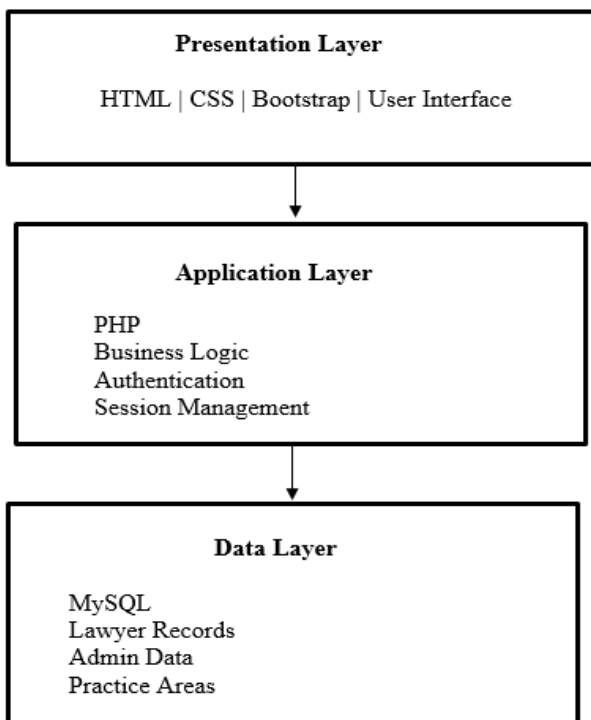 Presentation Layer
HTML | CSS | Bootstrap | User Interface
Application Layer
PHP
Business Logic
Authentication
Session Management
Data Layer
MySQL
Lawyer Records
Admin Data
Practice Areas